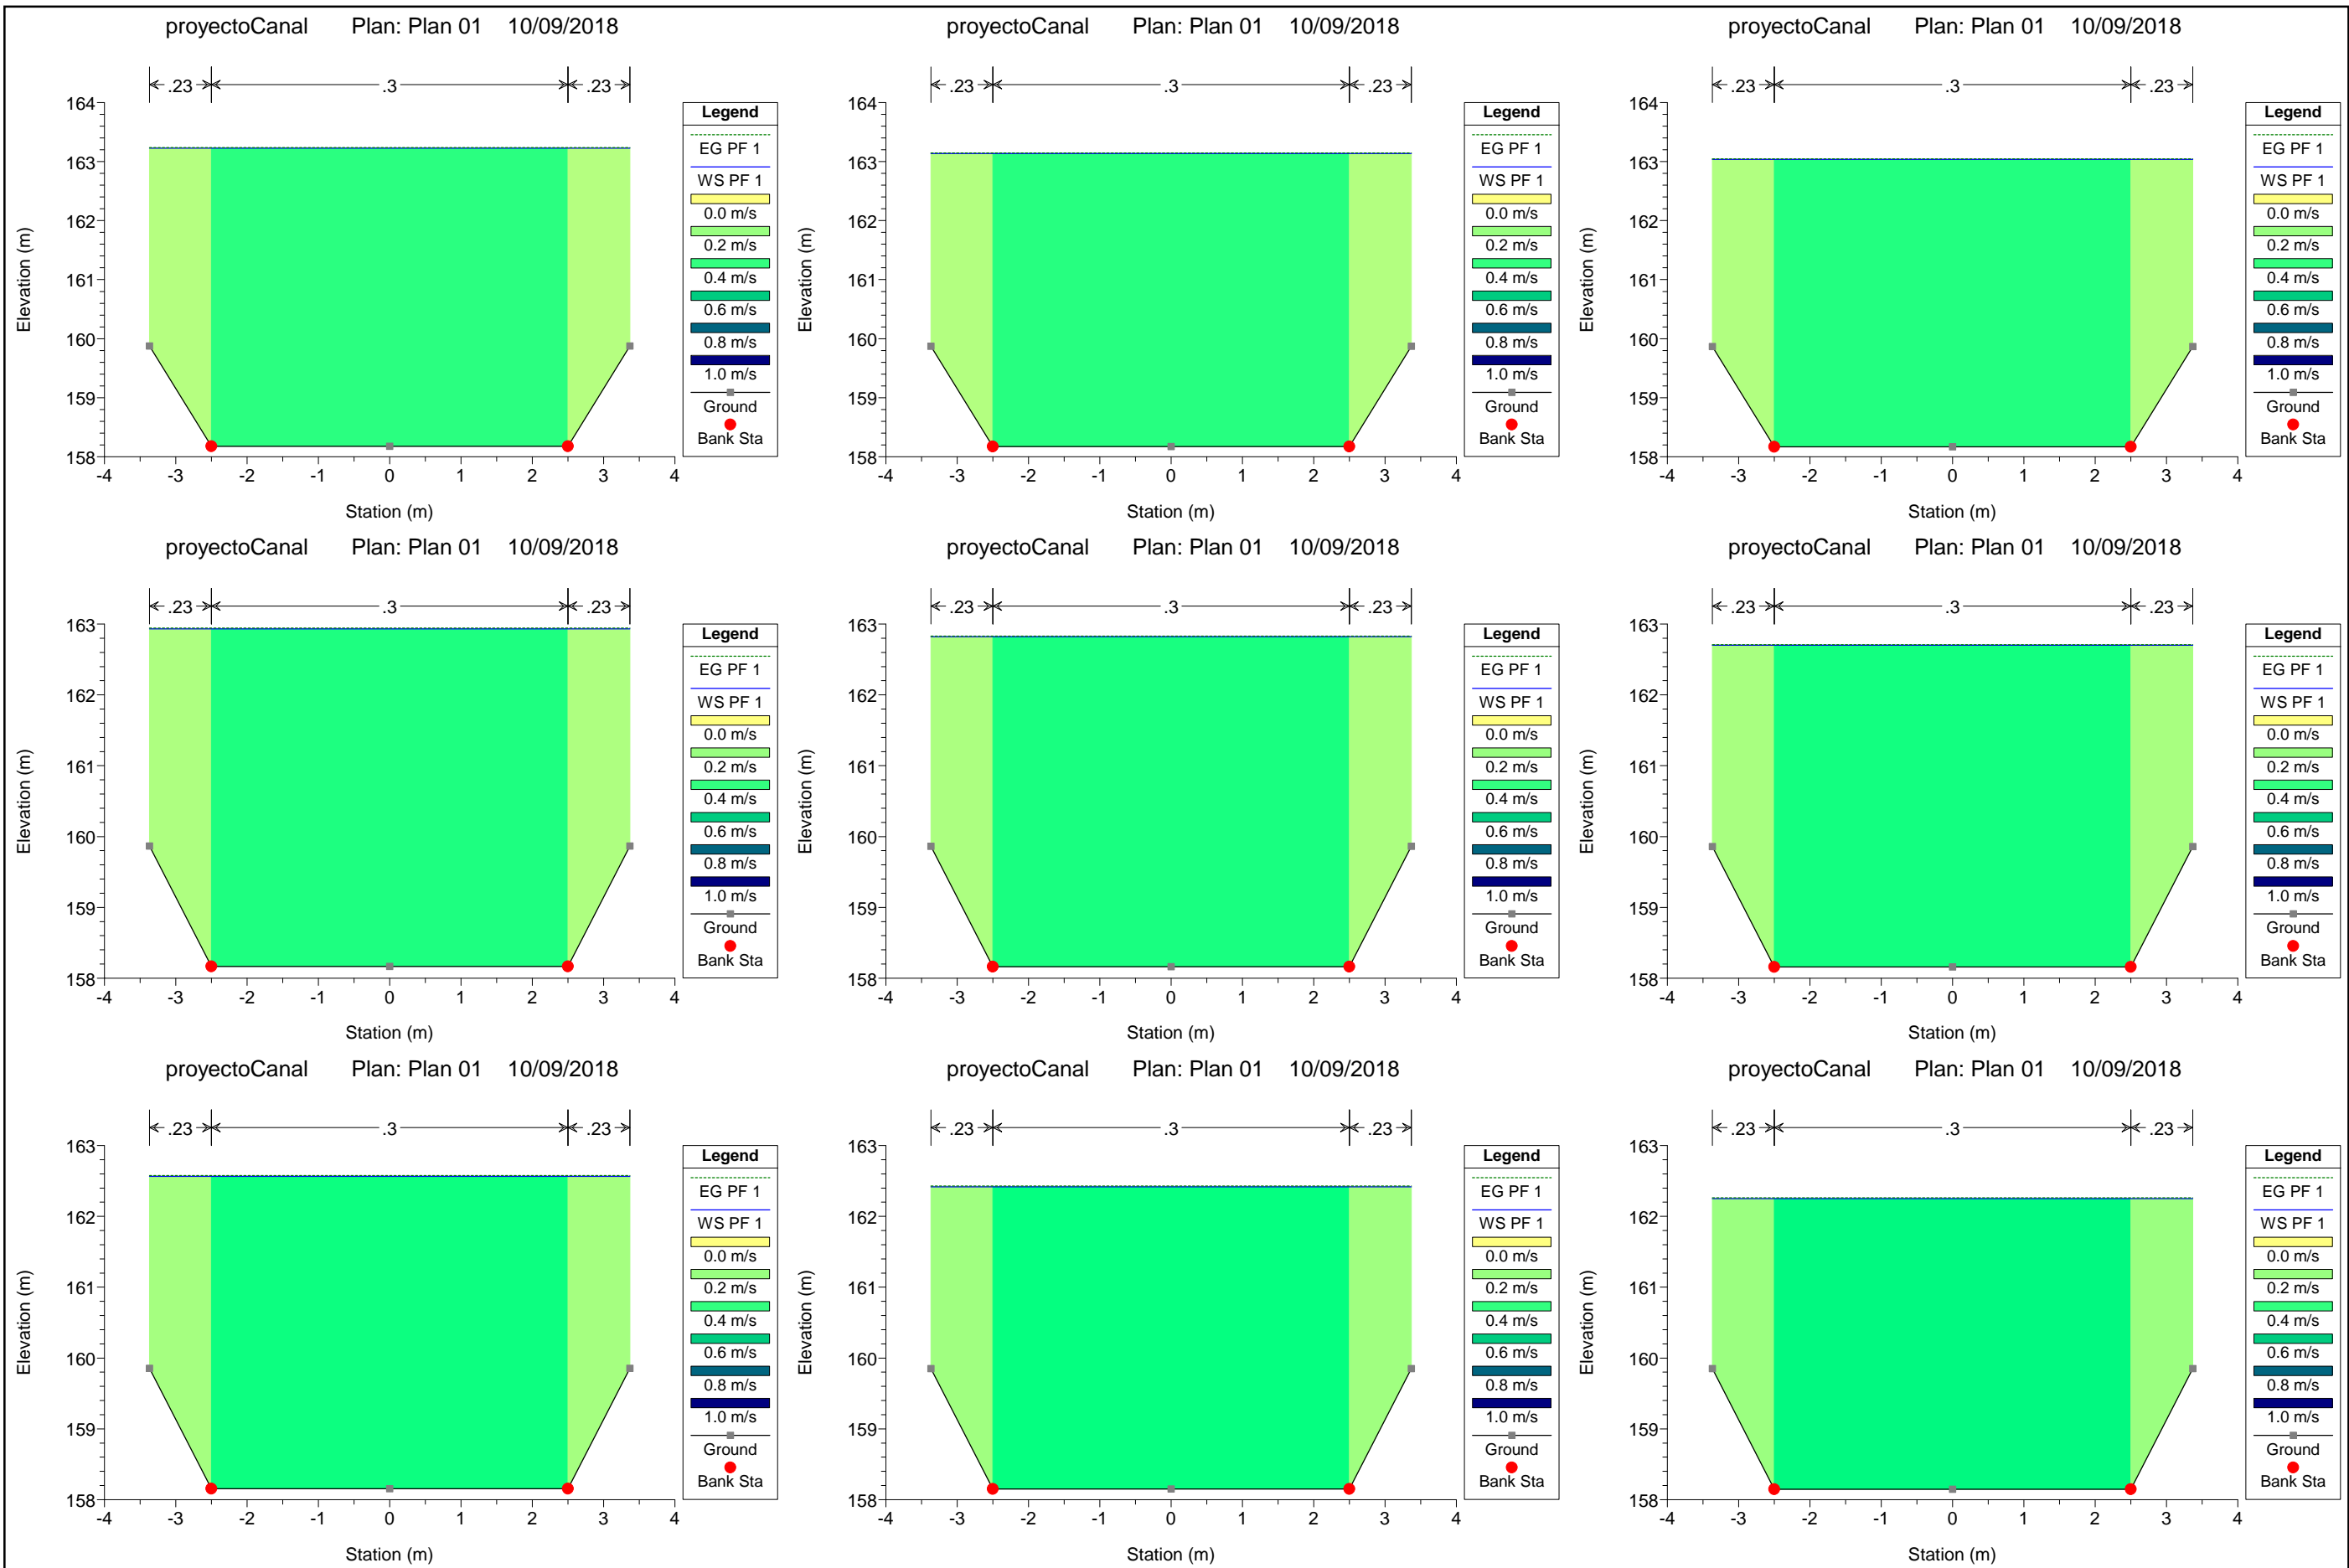 proyectoCanal Plan: Plan 01 10/09/2018
.23 .3 .23
164
163
162
161
160
159
158
Elevation (m)
-4 -3 -2 -1 0 1 2 3 4
Station (m)
Legend
EG PF 1
WS PF 1
0.0 m/s
0.2 m/s
0.4 m/s
0.6 m/s
0.8 m/s
1.0 m/s
Ground
Bank Sta
proyectoCanal Plan: Plan 01 10/09/2018
.23 .3 .23
164
163
162
161
160
159
158
Elevation (m)
-4 -3 -2 -1 0 1 2 3 4
Station (m)
Legend
EG PF 1
WS PF 1
0.0 m/s
0.2 m/s
0.4 m/s
0.6 m/s
0.8 m/s
1.0 m/s
Ground
Bank Sta
proyectoCanal Plan: Plan 01 10/09/2018
.23 .3 .23
164
163
162
161
160
159
158
Elevation (m)
-4 -3 -2 -1 0 1 2 3 4
Station (m)
Legend
EG PF 1
WS PF 1
0.0 m/s
0.2 m/s
0.4 m/s
0.6 m/s
0.8 m/s
1.0 m/s
Ground
Bank Sta
proyectoCanal Plan: Plan 01 10/09/2018
.23 .3 .23
163
162
161
160
159
158
Elevation (m)
-4 -3 -2 -1 0 1 2 3 4
Station (m)
Legend
EG PF 1
WS PF 1
0.0 m/s
0.2 m/s
0.4 m/s
0.6 m/s
0.8 m/s
1.0 m/s
Ground
Bank Sta
proyectoCanal Plan: Plan 01 10/09/2018
.23 .3 .23
163
162
161
160
159
158
Elevation (m)
-4 -3 -2 -1 0 1 2 3 4
Station (m)
Legend
EG PF 1
WS PF 1
0.0 m/s
0.2 m/s
0.4 m/s
0.6 m/s
0.8 m/s
1.0 m/s
Ground
Bank Sta
proyectoCanal Plan: Plan 01 10/09/2018
.23 .3 .23
163
162
161
160
159
158
Elevation (m)
-4 -3 -2 -1 0 1 2 3 4
Station (m)
Legend
EG PF 1
WS PF 1
0.0 m/s
0.2 m/s
0.4 m/s
0.6 m/s
0.8 m/s
1.0 m/s
Ground
Bank Sta
proyectoCanal Plan: Plan 01 10/09/2018
.23 .3 .23
163
162
161
160
159
158
Elevation (m)
-4 -3 -2 -1 0 1 2 3 4
Station (m)
Legend
EG PF 1
WS PF 1
0.0 m/s
0.2 m/s
0.4 m/s
0.6 m/s
0.8 m/s
1.0 m/s
Ground
Bank Sta
proyectoCanal Plan: Plan 01 10/09/2018
.23 .3 .23
163
162
161
160
159
158
Elevation (m)
-4 -3 -2 -1 0 1 2 3 4
Station (m)
Legend
EG PF 1
WS PF 1
0.0 m/s
0.2 m/s
0.4 m/s
0.6 m/s
0.8 m/s
1.0 m/s
Ground
Bank Sta
proyectoCanal Plan: Plan 01 10/09/2018
.23 .3 .23
163
162
161
160
159
158
Elevation (m)
-4 -3 -2 -1 0 1 2 3 4
Station (m)
Legend
EG PF 1
WS PF 1
0.0 m/s
0.2 m/s
0.4 m/s
0.6 m/s
0.8 m/s
1.0 m/s
Ground
Bank Sta